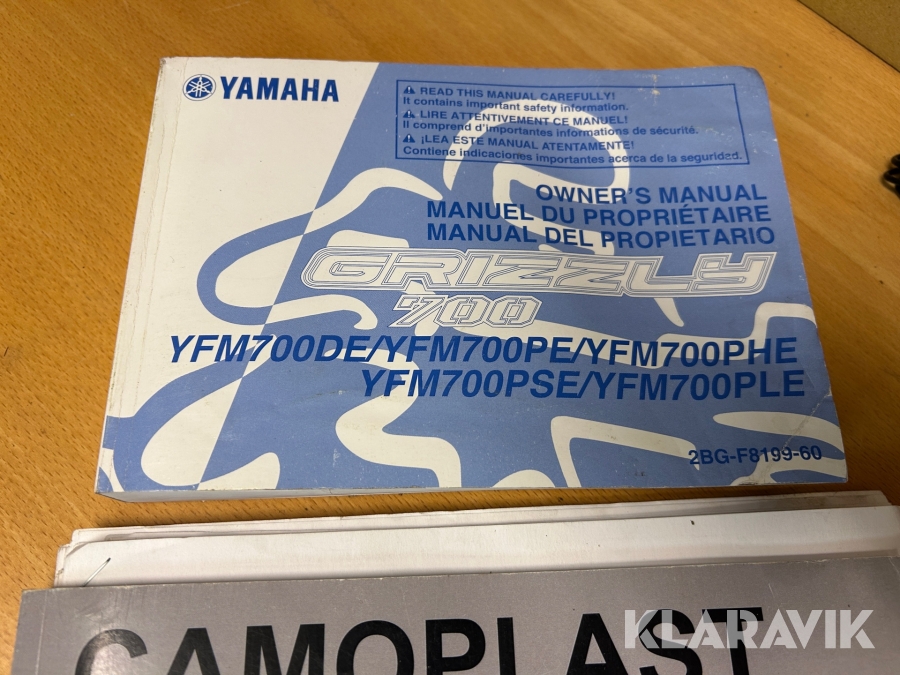 YAMAHA
⚠ READ THIS MANUAL CAREFULLY!
It contains important safety information.
⚠ LIRE ATTENTIVEMENT CE MANUEL!
Il comprend d'importantes informations de sécurité.
⚠ ¡LEA ESTE MANUAL ATENTAMENTE!
Contiene indicaciones importantes acerca de la seguridad.
OWNER'S MANUAL
MANUEL DU PROPRIÉTAIRE
MANUAL DEL PROPIETARIO
GRIZZLY
700
YFM700DE/YFM700PE/YFM700PHE
YFM700PSE/YFM700PLE
2BG-F8199-60
CAMOPLAST
KLARAVIK